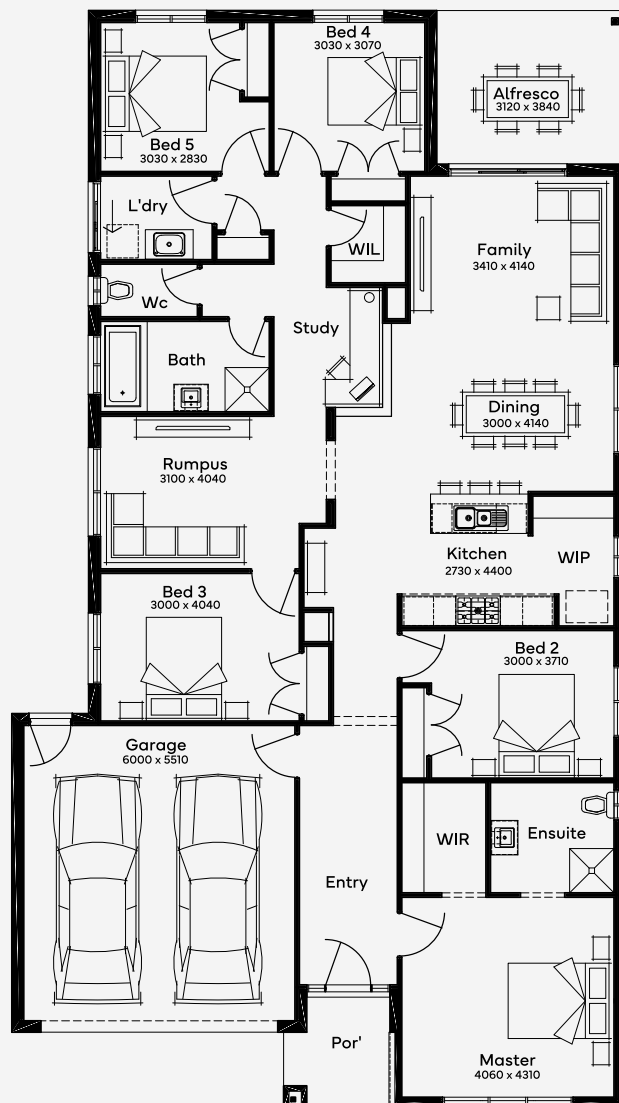 Bed 4
3030 x 3070
Alfresco
3120 x 3840
Bed 5
3030 x 2830
L'dry
WIL
Family
3410 x 4140
Wc
Study
Bath
Dining
3000 x 4140
Rumpus
3100 x 4040
Kitchen
2730 x 4400
WIP
Bed 3
3000 x 4040
Bed 2
3000 x 3710
Garage
6000 x 5510
WIR
Ensuite
Entry
Por'
Master
4060 x 4310